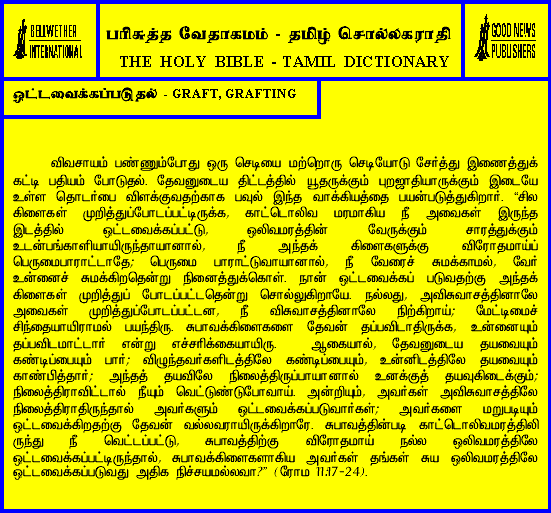 BELLWETHER
INTERNATIONAL
பரிசுத்த வேதாகமம் - தமிழ் சொல்லகராதி
THE HOLY BIBLE - TAMIL DICTIONARY
GOOD NEWS
PUBLISHERS
ஒட்டவைக்கப்படுதல் - GRAFT, GRAFTING
விவசாயம் பண்ணும்போது ஒரு செடியை மற்றொரு செடியோடு சேர்த்து இணைத்துக்
கட்டி பதியம் போடுதல். தேவனுடைய திட்டத்தில் யூதருக்கும் புறஜாதியாருக்கும் இடையே
உள்ள தொடர்பை விளக்குவதற்காக பவுல் இந்த வாக்கியத்தை பயன்படுத்துகிறார். “சில
கிளைகள் முறித்துப்போடப்பட்டிருக்க, காட்டொலிவ மரமாகிய நீ அவைகள் இருந்த
இடத்தில் ஒட்டவைக்கப்பட்டு, ஒலிவமரத்தின் வேருக்கும் சாரத்துக்கும்
உடன்பங்காளியாயிருந்தாயானால், நீ அந்தக் கிளைகளுக்கு விரோதமாய்ப்
பெருமைபாராட்டாதே; பெருமை பாராட்டுவாயானால், நீ வேரைச் சுமக்காமல், வேர்
உன்னைச் சுமக்கிறதென்று நினைத்துக்கொள். நான் ஒட்டவைக்கப் படுவதற்கு அந்தக்
கிளைகள் முறித்துப் போடப்பட்டதென்று சொல்லுகிறாயே. நல்லது, அவிசுவாசத்தினாலே
அவைகள் முறித்துப்போடப்பட்டன, நீ விசுவாசத்தினாலே நிற்கிறாய்; மேட்டிமைச்
சிந்தையாயிராமல் பயந்திரு. சுபாவக்கிளைகளை தேவன் தப்பவிடாதிருக்க, உன்னையும்
தப்பவிடமாட்டார் என்று எச்சரிக்கையாயிரு. ஆகையால், தேவனுடைய தயவையும்
கண்டிப்பையும் பார்; விழுந்தவர்களிடத்திலே கண்டிப்பையும், உன்னிடத்திலே தயவையும்
காண்பித்தார்; அந்தத் தயவிலே நிலைத்திருப்பாயானால் உனக்குத் தயவுகிடைக்கும்;
நிலைத்திராவிட்டால் நீயும் வெட்டுண்டுபோவாய். அன்றியும், அவர்கள் அவிசுவாசத்திலே
நிலைத்திராதிருந்தால் அவர்களும் ஒட்டவைக்கப்படுவார்கள்; அவர்களை மறுபடியும்
ஒட்டவைக்கிறதற்கு தேவன் வல்லவராயிருக்கிறாரே. சுபாவத்தின்படி காட்டொலிவமரத்திலி
ருந்து நீ வெட்டப்பட்டு, சுபாவத்திற்கு விரோதமாய் நல்ல ஒலிவமரத்திலே
ஒட்டவைக்கப்பட்டிருந்தால், சுபாவக்கிளைகளாகிய அவர்கள் தங்கள் சுய ஒலிவமரத்திலே
ஒட்டவைக்கப்படுவது அதிக நிச்சயமல்லவா?” (ரோம 11:17-24).